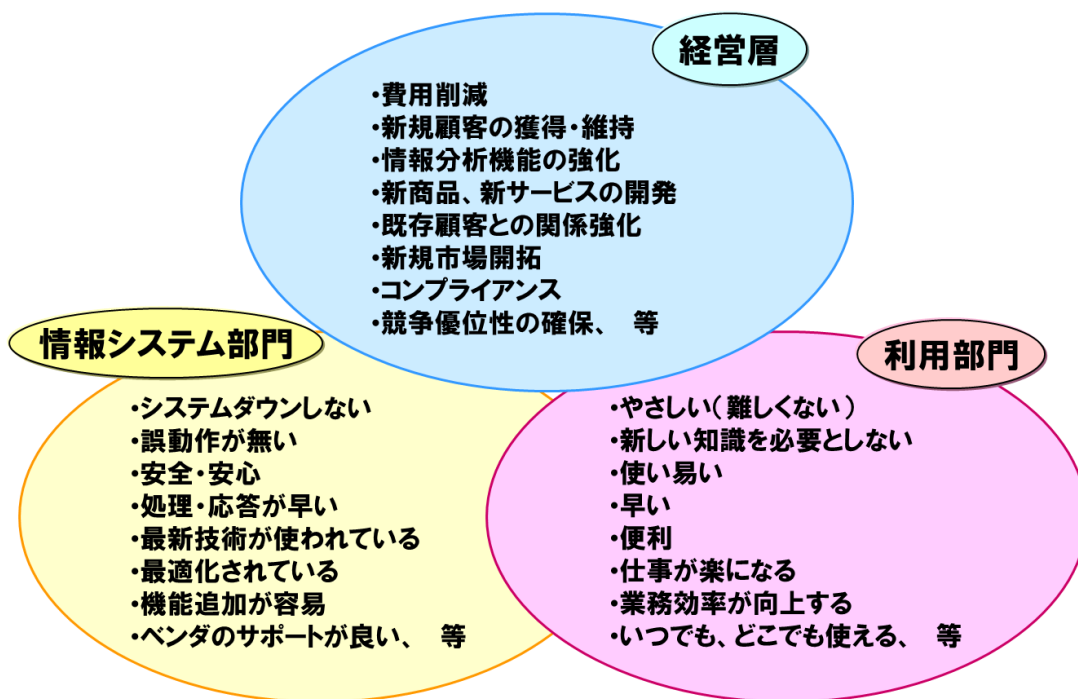 経営層
・費用削減
・新規顧客の獲得・維持
・情報分析機能の強化
・新商品、新サービスの開発
・既存顧客との関係強化
・新規市場開拓
・コンプライアンス
・競争優位性の確保、　等
情報システム部門
・システムダウンしない
・誤動作が無い
・安全・安心
・処理・応答が早い
・最新技術が使われている
・最適化されている
・機能追加が容易
・ベンダのサポートが良い、　等
利用部門
・やさしい（難しくない）
・新しい知識を必要としない
・使い易い
・早い
・便利
・仕事が楽になる
・業務効率が向上する
・いつでも、どこでも使える、　等